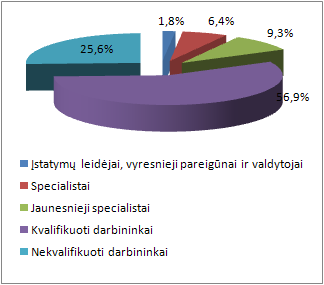 1,8%
6,4%
9,3%
25,6%
56,9%
Įstatymų leidėjai, vyresnieji pareigūnai ir valdytojai
Specialistai
Jaunesnieji specialistai
Kvalifikuoti darbininkai
Nekvalifikuoti darbininkai